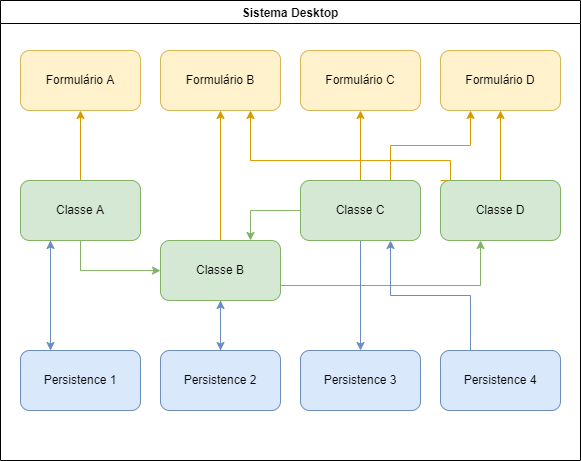 Sistema Desktop
Formulário A
Formulário B
Formulário C
Formulário D
Classe A
Classe B
Classe C
Classe D
Persistence 1
Persistence 2
Persistence 3
Persistence 4